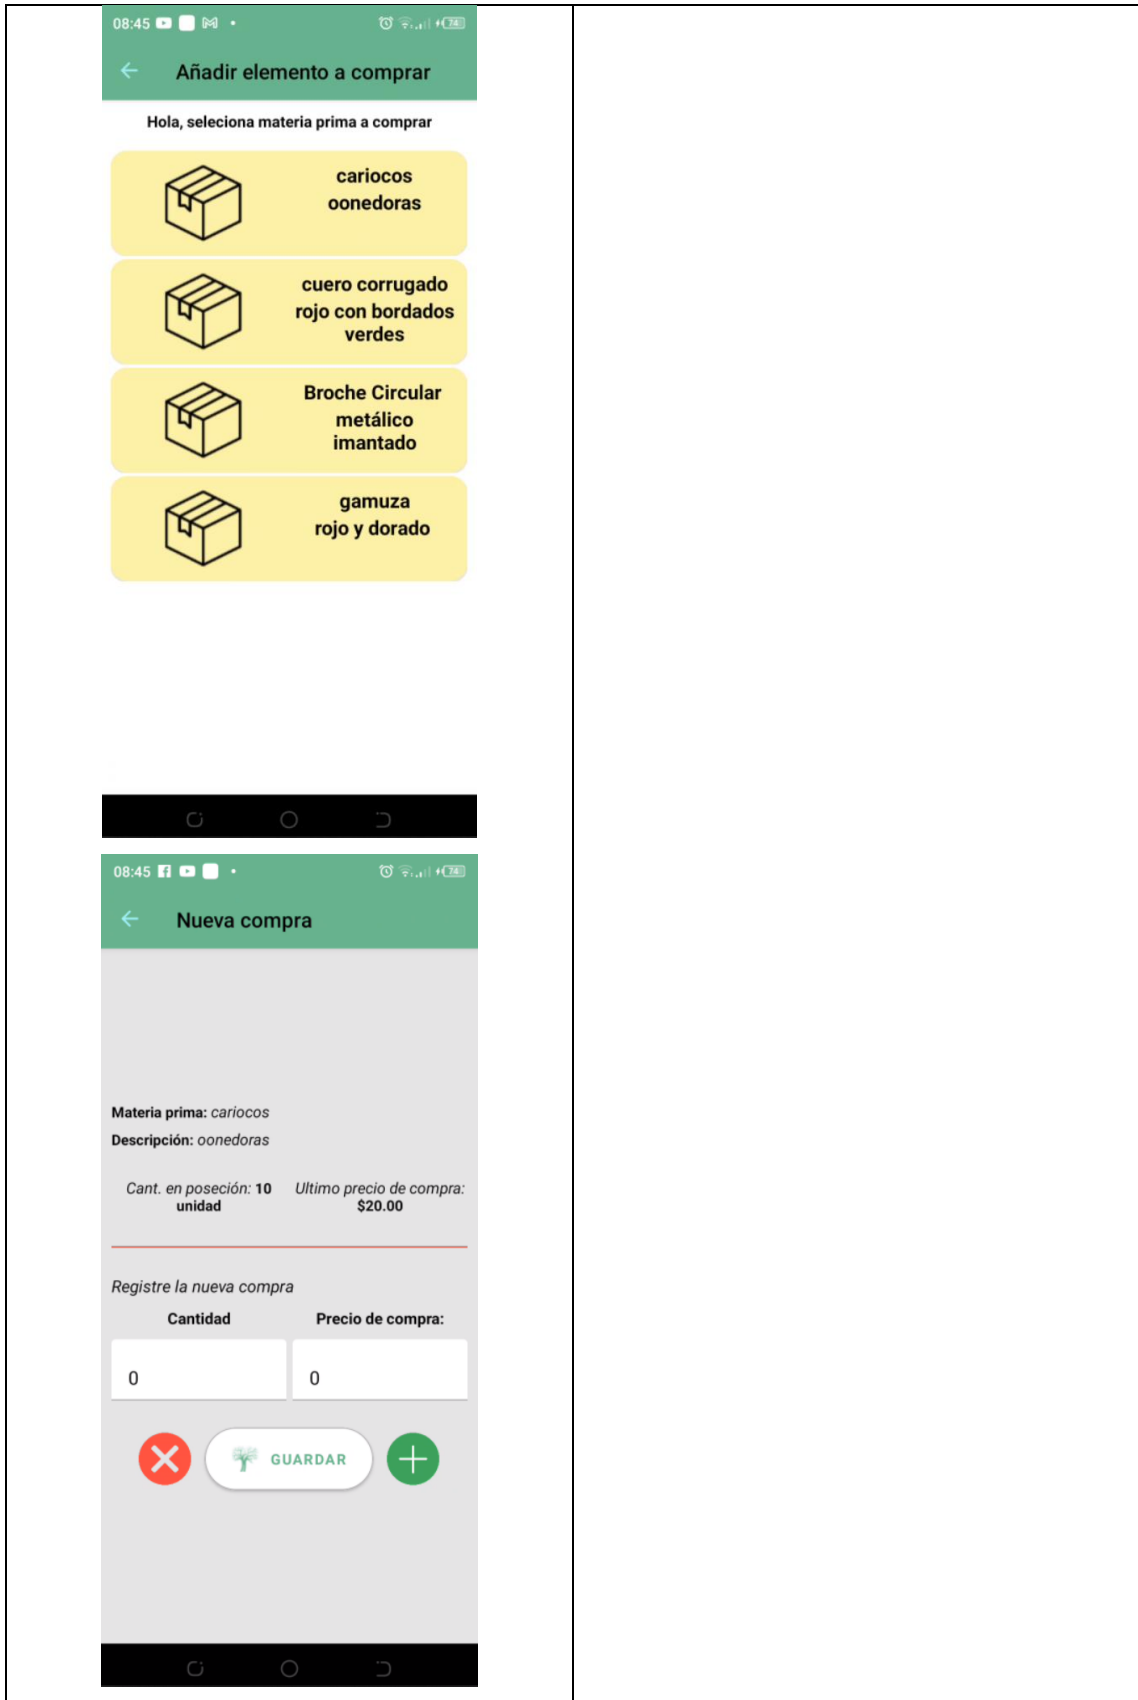 08:45
74
Añadir elemento a comprar
Hola, seleciona materia prima a comprar
cariocos
oonedoras
cuero corrugado
rojo con bordados
verdes
Broche Circular
metálico
imantado
gamuza
rojo y dorado
08:45
74
Nueva compra
Materia prima: cariocos
Descripción: oonedoras
Cant. en poseción: 10
unidad
Ultimo precio de compra:
$20.00
Registre la nueva compra
Cantidad
Precio de compra:
0
0
GUARDAR